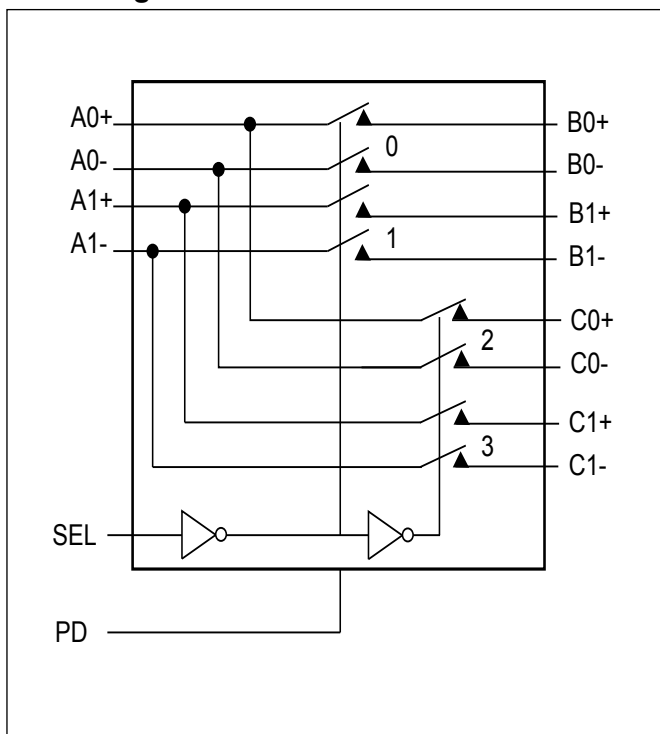 A0+
B0+
0
A0-
B0-
A1+
B1+
1
A1-
B1-
C0+
2
C0-
C1+
3
C1-
SEL
PD